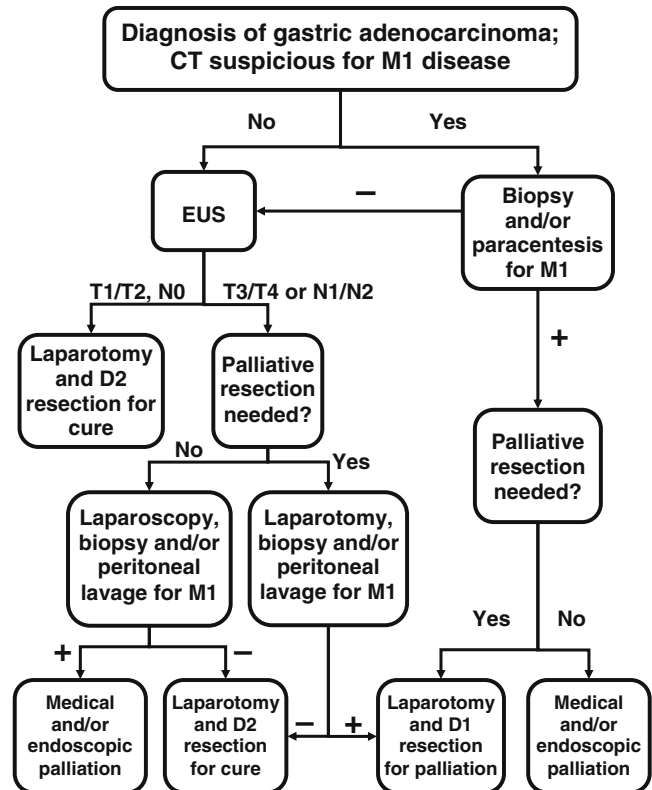 Diagnosis of gastric adenocarcinoma;
CT suspicious for M1 disease
No
Yes
EUS
–
Biopsy
and/or
paracentesis
for M1
T1/T2, N0
T3/T4 or N1/N2
+
Laparotomy
and D2
resection for
cure
Palliative
resection
needed?
Palliative
resection
needed?
No
Yes
Laparoscopy,
biopsy and/or
peritoneal
lavage for M1
Laparotomy,
biopsy and/or
peritoneal
lavage for M1
Yes
No
+
–
Medical
and/or
endoscopic
palliation
Laparotomy
and D2
resection
for cure
–
+
Laparotomy
and D1
resection
for palliation
Medical
and/or
endoscopic
palliation